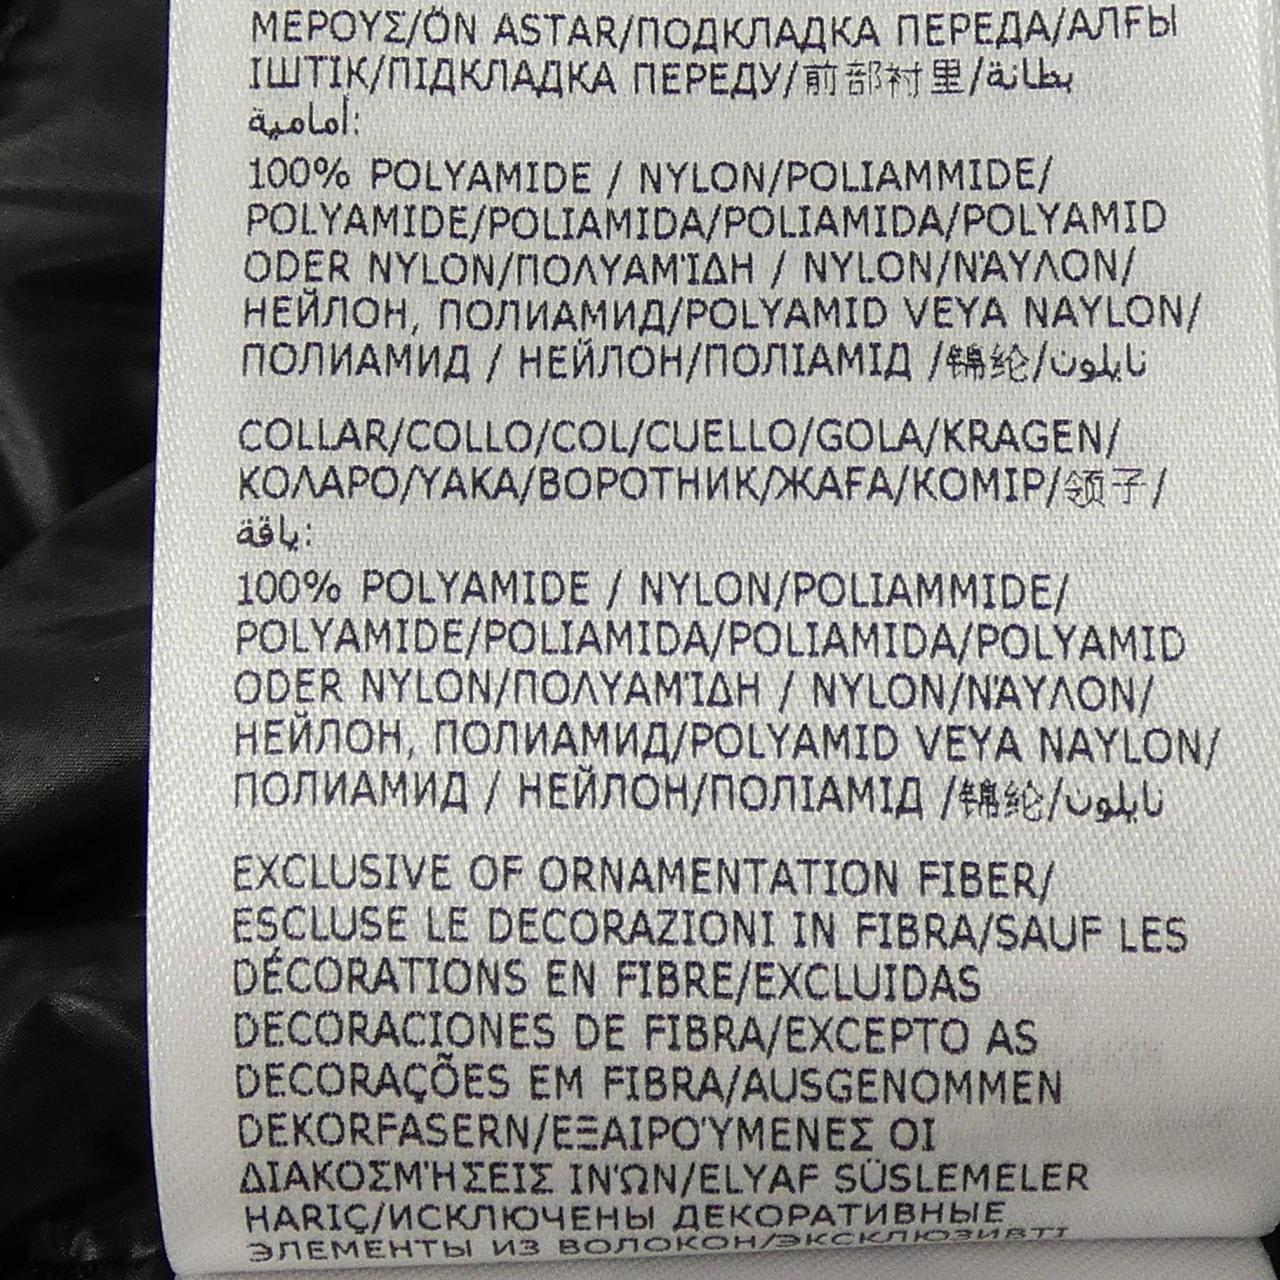 ΜΕΡΟΥΣ/ÖN ASTAR/ПОДКЛАДКА ПЕРЕДА/АЛҒЫ
ІШТІК/ПІДКЛАДКА ПЕРЕДУ/前部衬里/بطانة
أمامية:
100% POLYAMIDE / NYLON/POLIAMMIDE/
POLYAMIDE/POLIAMIDA/POLIAMIDA/POLYAMID
ODER NYLON/ΠΟΛΥΑΜΊΔΗ / NYLON/ΝΆΥΛΟΝ/
НЕЙЛОН, ПОЛИАМИД/POLYAMID VEYA NAYLON/
ПОЛИАМИД / НЕЙЛОН/ПОЛІАМІД /锦纶/نايلون
COLLAR/COLLO/COL/CUELLO/GOLA/KRAGEN/
ΚΟΛΑΡΟ/YAKA/ВОРОТНИК/ЖАҒА/КОМІР/领子/
ياقة:
100% POLYAMIDE / NYLON/POLIAMMIDE/
POLYAMIDE/POLIAMIDA/POLIAMIDA/POLYAMID
ODER NYLON/ΠΟΛΥΑΜΊΔΗ / NYLON/ΝΆΥΛΟΝ/
НЕЙЛОН, ПОЛИАМИД/POLYAMID VEYA NAYLON/
ПОЛИАМИД / НЕЙЛОН/ПОЛІАМІД /锦纶/نايلون
EXCLUSIVE OF ORNAMENTATION FIBER/
ESCLUSE LE DECORAZIONI IN FIBRA/SAUF LES
DÉCORATIONS EN FIBRE/EXCLUIDAS
DECORACIONES DE FIBRA/EXCEPTO AS
DECORAÇÕES EM FIBRA/AUSGENOMMEN
DEKORFASERN/ΕΞΑΙΡΟΎΜΕΝΕΣ ΟΙ
ΔΙΑΚΟΣΜΉΣΕΙΣ ΙΝΏΝ/ELYAF SÜSLEMELER
HARIÇ/ИСКЛЮЧЕНЫ ДЕКОРАТИВНЫЕ
ЭЛЕМЕНТЫ ИЗ ВОЛОКОН/ЭКСКЛЮЗИВТІ